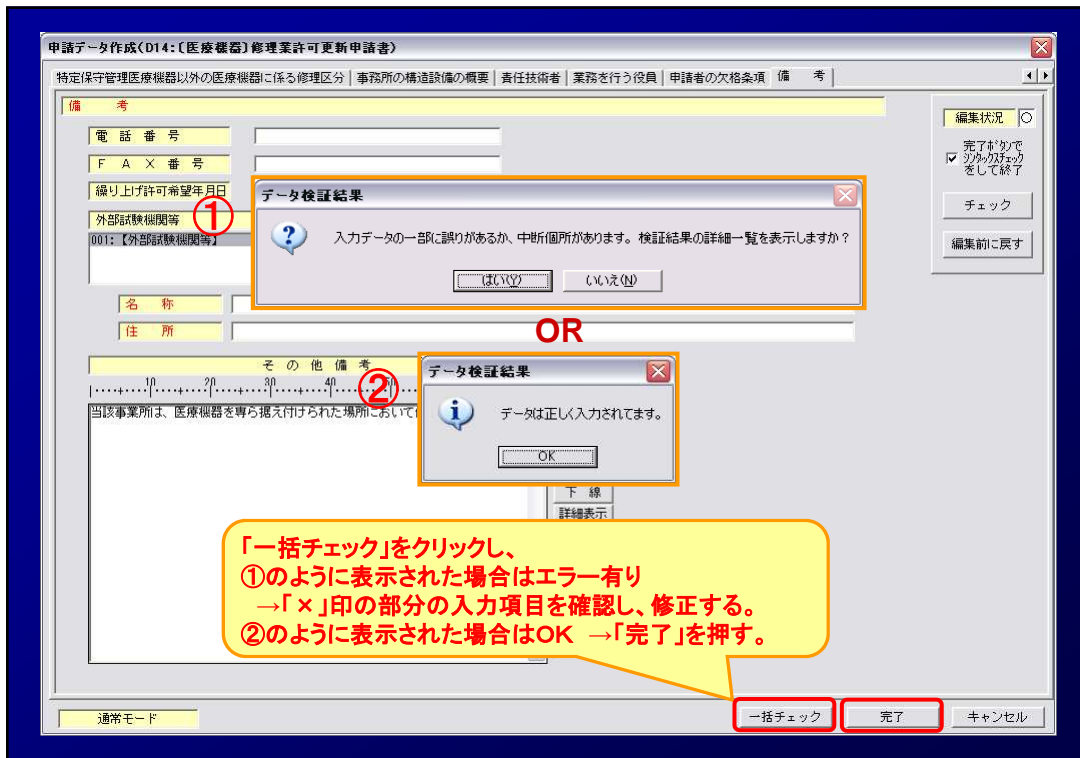 申請データ作成(D14:〔医療機器〕修理業許可更新申請書)
特定保守管理医療機器以外の医療機器に係る修理区分 事務所の構造設備の概要 責任技術者 業務を行う役員 申請者の欠格条項 備 考
備 考
電 話 番 号
F A X 番 号
繰り上げ許可希望年月日
外部試験機関等
001:【外部試験機関等】
名 称
住 所
編集状況 ○
完了ボタンで
シンタックスチェック
をして終了
チェック
編集前に戻す
①
データ検証結果
入力データの一部に誤りがあるか、中断個所があります。検証結果の詳細一覧を表示しますか?
はい(Y) いいえ(N)
OR
そ の 他 備 考
|....+....10....+....20....+....30....+....40....+....50
当該事業所は、医療機器を専ら据え付けられた場所において
②
データ検証結果
データは正しく入力されてます。
OK
下 線
詳細表示
「一括チェック」をクリックし、
①のように表示された場合はエラー有り
→「×」印の部分の入力項目を確認し、修正する。
②のように表示された場合はOK →「完了」を押す。
通常モード
一括チェック 完了 キャンセル